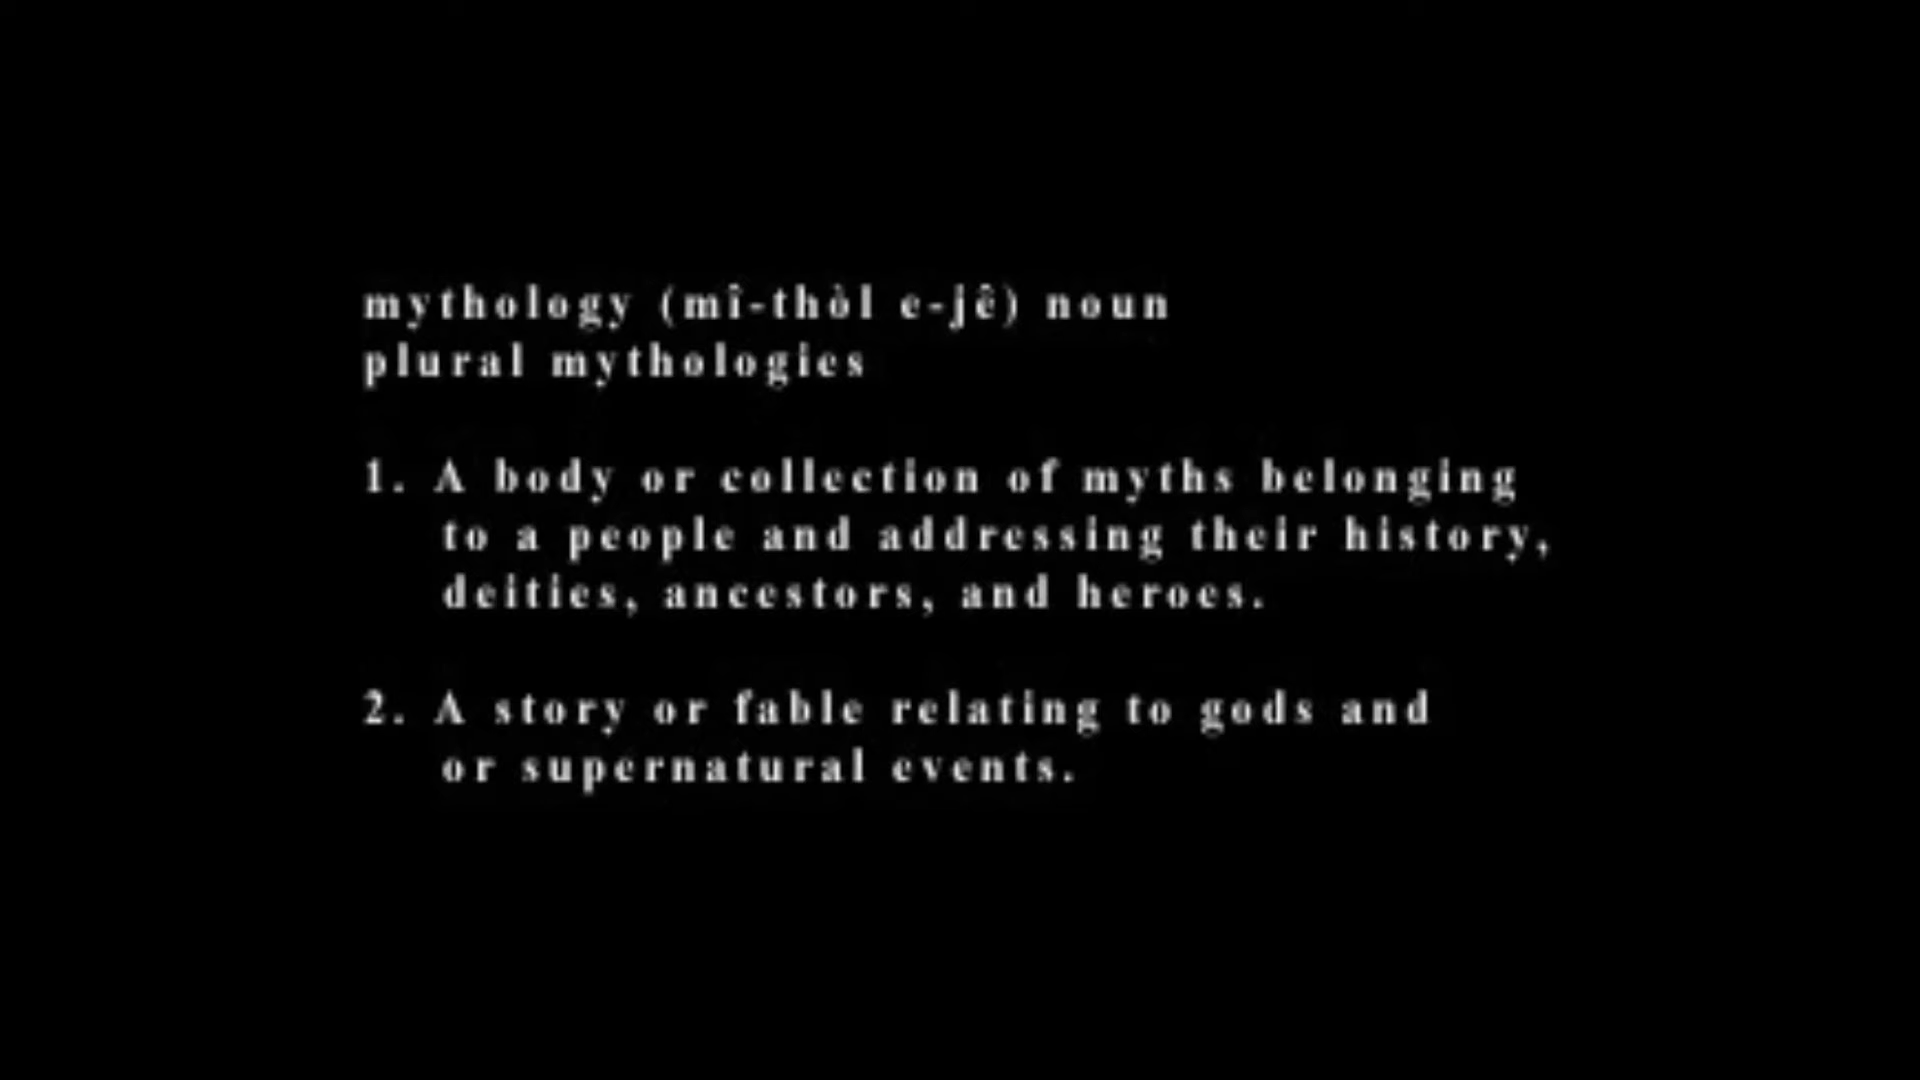 mythology (mî-thòl e-jê) noun
plural mythologies
1. A body or collection of myths belonging
to a people and addressing their history,
deities, ancestors, and heroes.
2. A story or fable relating to gods and
or supernatural events.